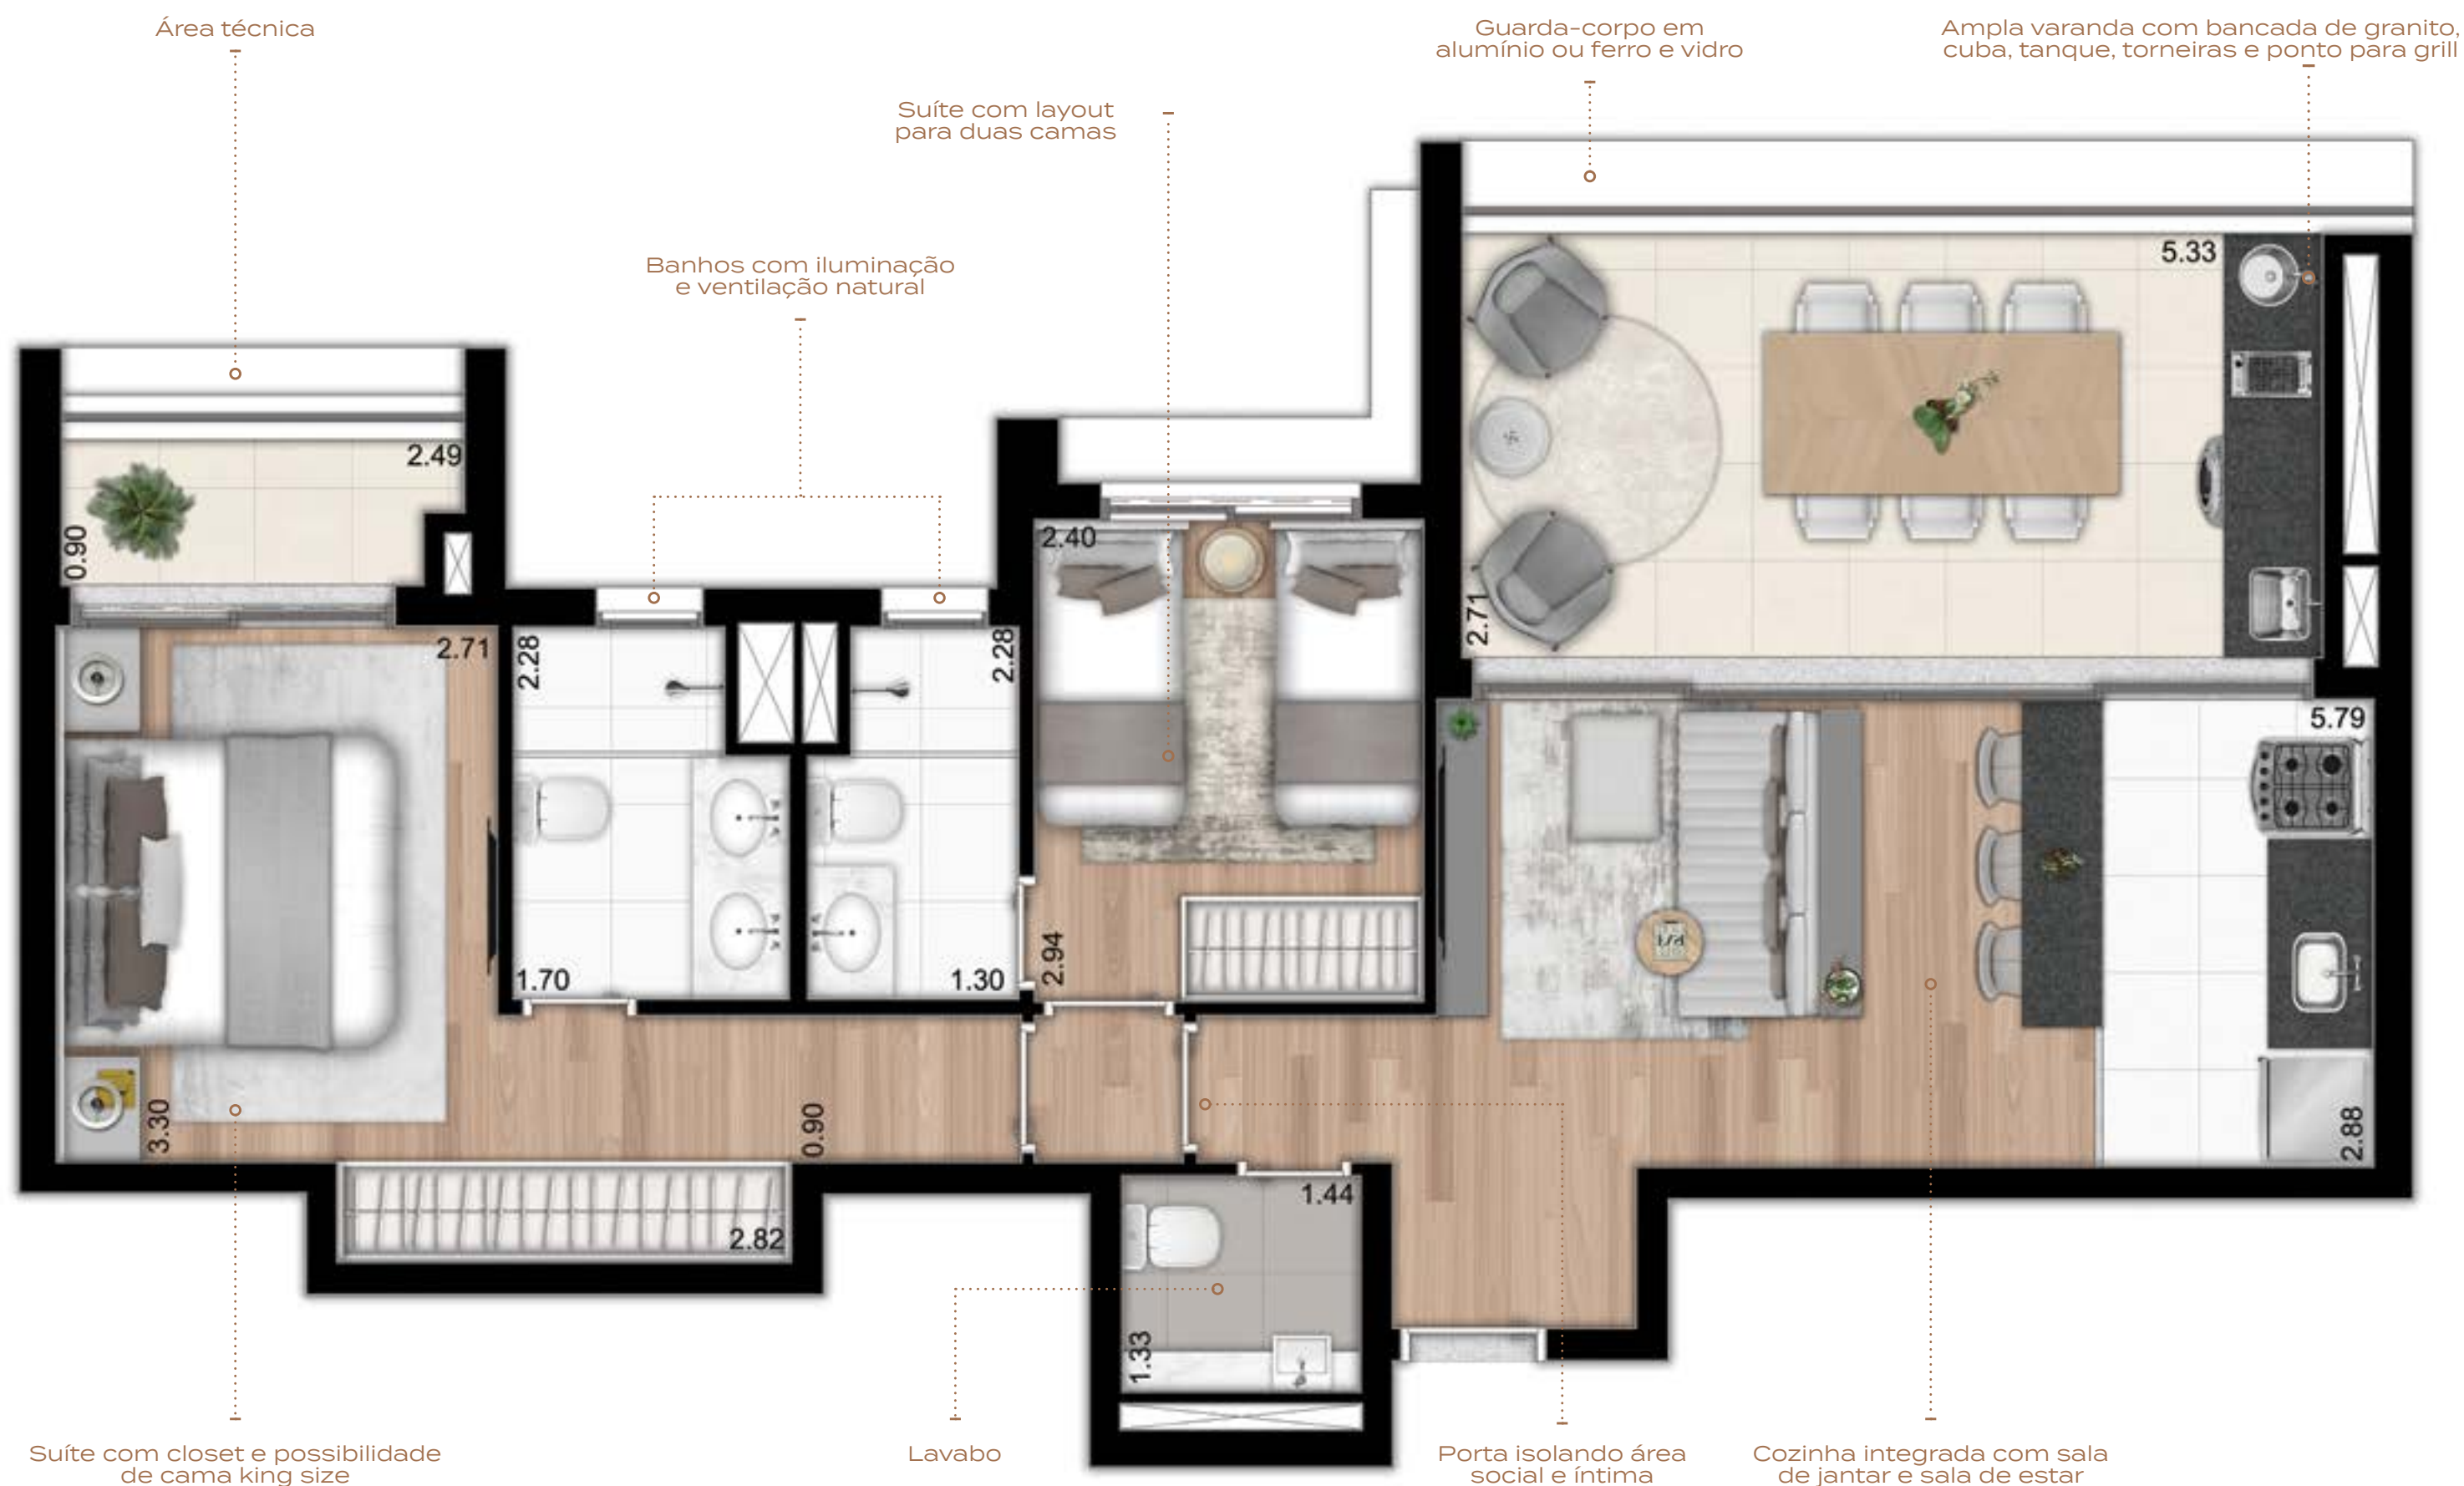 Área técnica
Guarda-corpo em
alumínio ou ferro e vidro
Ampla varanda com bancada de granito,
cuba, tanque, torneiras e ponto para grill
Suíte com layout
para duas camas
Banhos com iluminação
e ventilação natural
5.33
2.49
0.90
2.40
2.71
2.71
2.28
2.28
5.79
2.94
1.70
1.30
3.30
0.90
2.88
1.44
2.82
1.33
Suíte com closet e possibilidade
de cama king size
Lavabo
Porta isolando área
social e íntima
Cozinha integrada com sala
de jantar e sala de estar